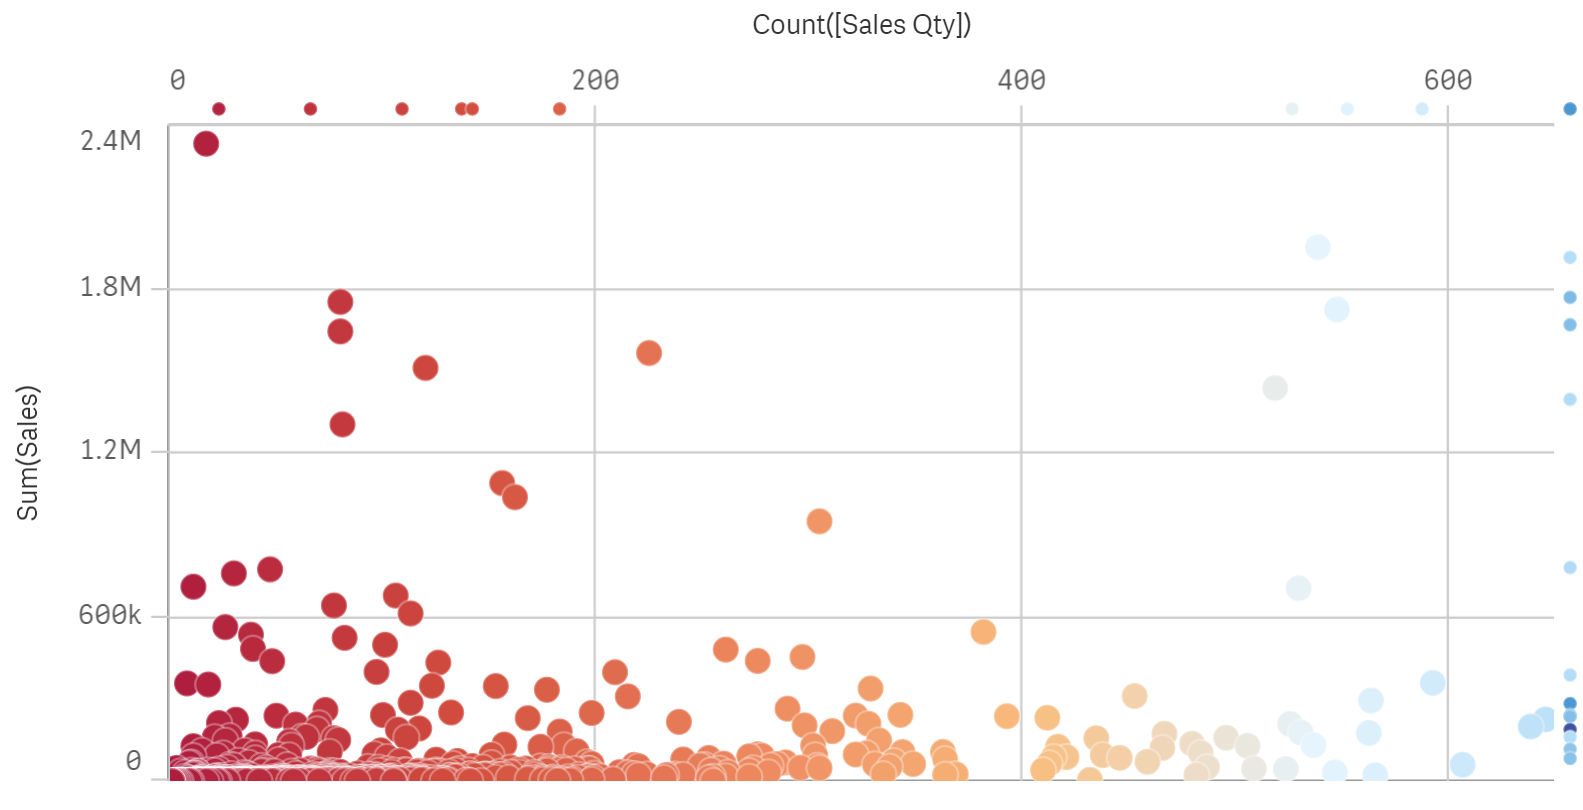 Count([Sales Qty])
0 200 400 600
2.4M
1.8M
1.2M
600k
0
Sum(Sales)